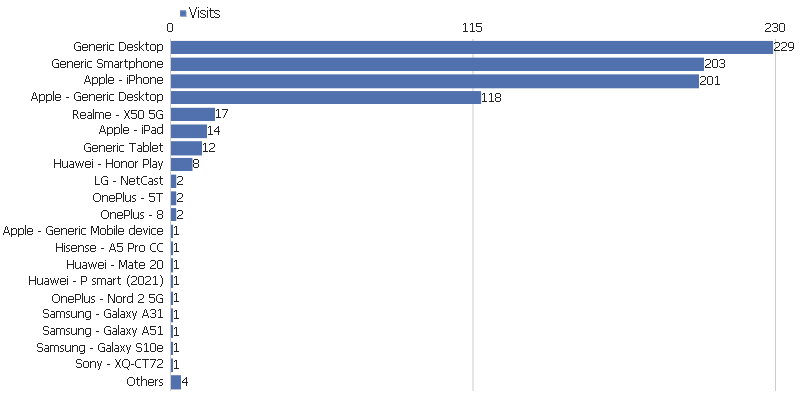 Visits
0 115 230
Generic Desktop 229
Generic Smartphone 203
Apple - iPhone 201
Apple - Generic Desktop 118
Realme - X50 5G 17
Apple - iPad 14
Generic Tablet 12
Huawei - Honor Play 8
LG - NetCast 2
OnePlus - 5T 2
OnePlus - 8 2
Apple - Generic Mobile device 1
Hisense - A5 Pro CC 1
Huawei - Mate 20 1
Huawei - P smart (2021) 1
OnePlus - Nord 2 5G 1
Samsung - Galaxy A31 1
Samsung - Galaxy A51 1
Samsung - Galaxy S10e 1
Sony - XQ-CT72 1
Others 4